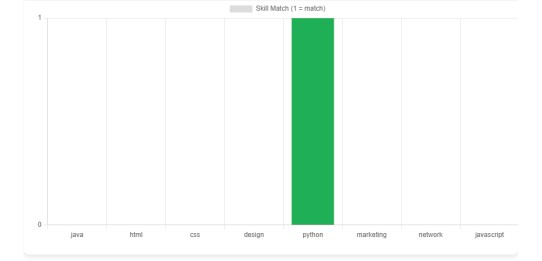 Skill Match (1 = match)
1
0
java html css design python marketing network javascript